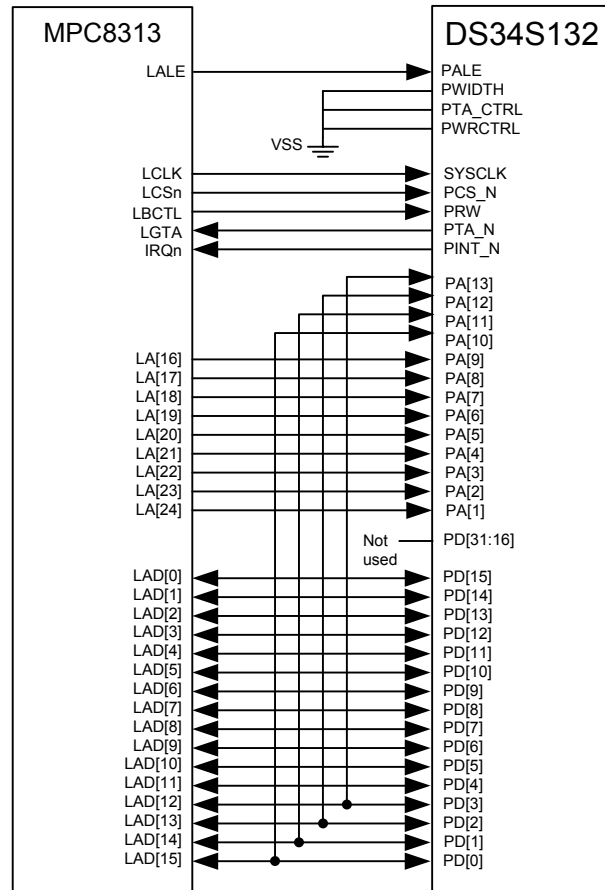 MPC8313 DS34S132
LALE PALE
PWIDTH
PTA_CTRL
PWRCTRL
VSS
LCLK SYSCLK
LCSn PCS_N
LBCTL PRW
LGTA PTA_N
IRQn PINT_N
PA[13]
PA[12]
PA[11]
PA[10]
LA[16] PA[9]
LA[17] PA[8]
LA[18] PA[7]
LA[19] PA[6]
LA[20] PA[5]
LA[21] PA[4]
LA[22] PA[3]
LA[23] PA[2]
LA[24] PA[1]
Not PD[31:16]
used
LAD[0] PD[15]
LAD[1] PD[14]
LAD[2] PD[13]
LAD[3] PD[12]
LAD[4] PD[11]
LAD[5] PD[10]
LAD[6] PD[9]
LAD[7] PD[8]
LAD[8] PD[7]
LAD[9] PD[6]
LAD[10] PD[5]
LAD[11] PD[4]
LAD[12] PD[3]
LAD[13] PD[2]
LAD[14] PD[1]
LAD[15] PD[0]